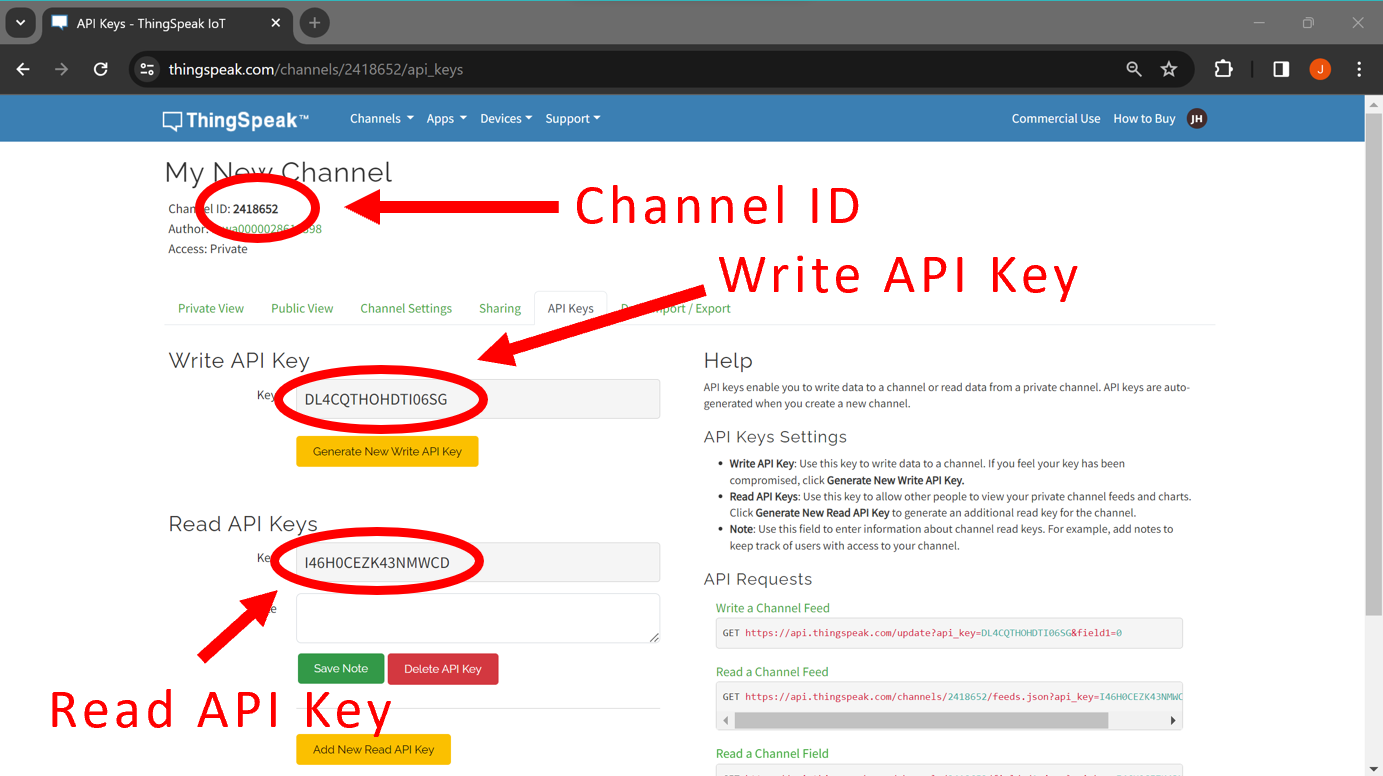 API Keys - ThingSpeak IoT
thingspeak.com/channels/2418652/api_keys
J
ThingSpeak™
Channels
Apps
Devices
Support
Commercial Use
How to Buy
JH
My New Channel
Channel ID: 2418652
Author:
Access: Private
Channel ID
Write API Key
Private View
Public View
Channel Settings
Sharing
API Keys
Import / Export
Write API Key
Key
DL4CQTHOHDTI06SG
Generate New Write API Key
Read API Keys
I46H0CEZK43NMWCD
Save Note
Delete API Key
Read API Key
Add New Read API Key
Help
API keys enable you to write data to a channel or read data from a private channel. API keys are auto-
generated when you create a new channel.
API Keys Settings
• Write API Key: Use this key to write data to a channel. If you feel your key has been
compromised, click Generate New Write API Key.
• Read API Keys: Use this key to allow other people to view your private channel feeds and charts.
Click Generate New Read API Key to generate an additional read key for the channel.
• Note: Use this field to enter information about channel read keys. For example, add notes to
keep track of users with access to your channel.
API Requests
Write a Channel Feed
GET https://api.thingspeak.com/update?api_key=DL4CQTHOHDTI06SG&field1=0
Read a Channel Feed
GET https://api.thingspeak.com/channels/2418652/feeds.json?api_key=I46H0CEZK43NMWC
Read a Channel Field